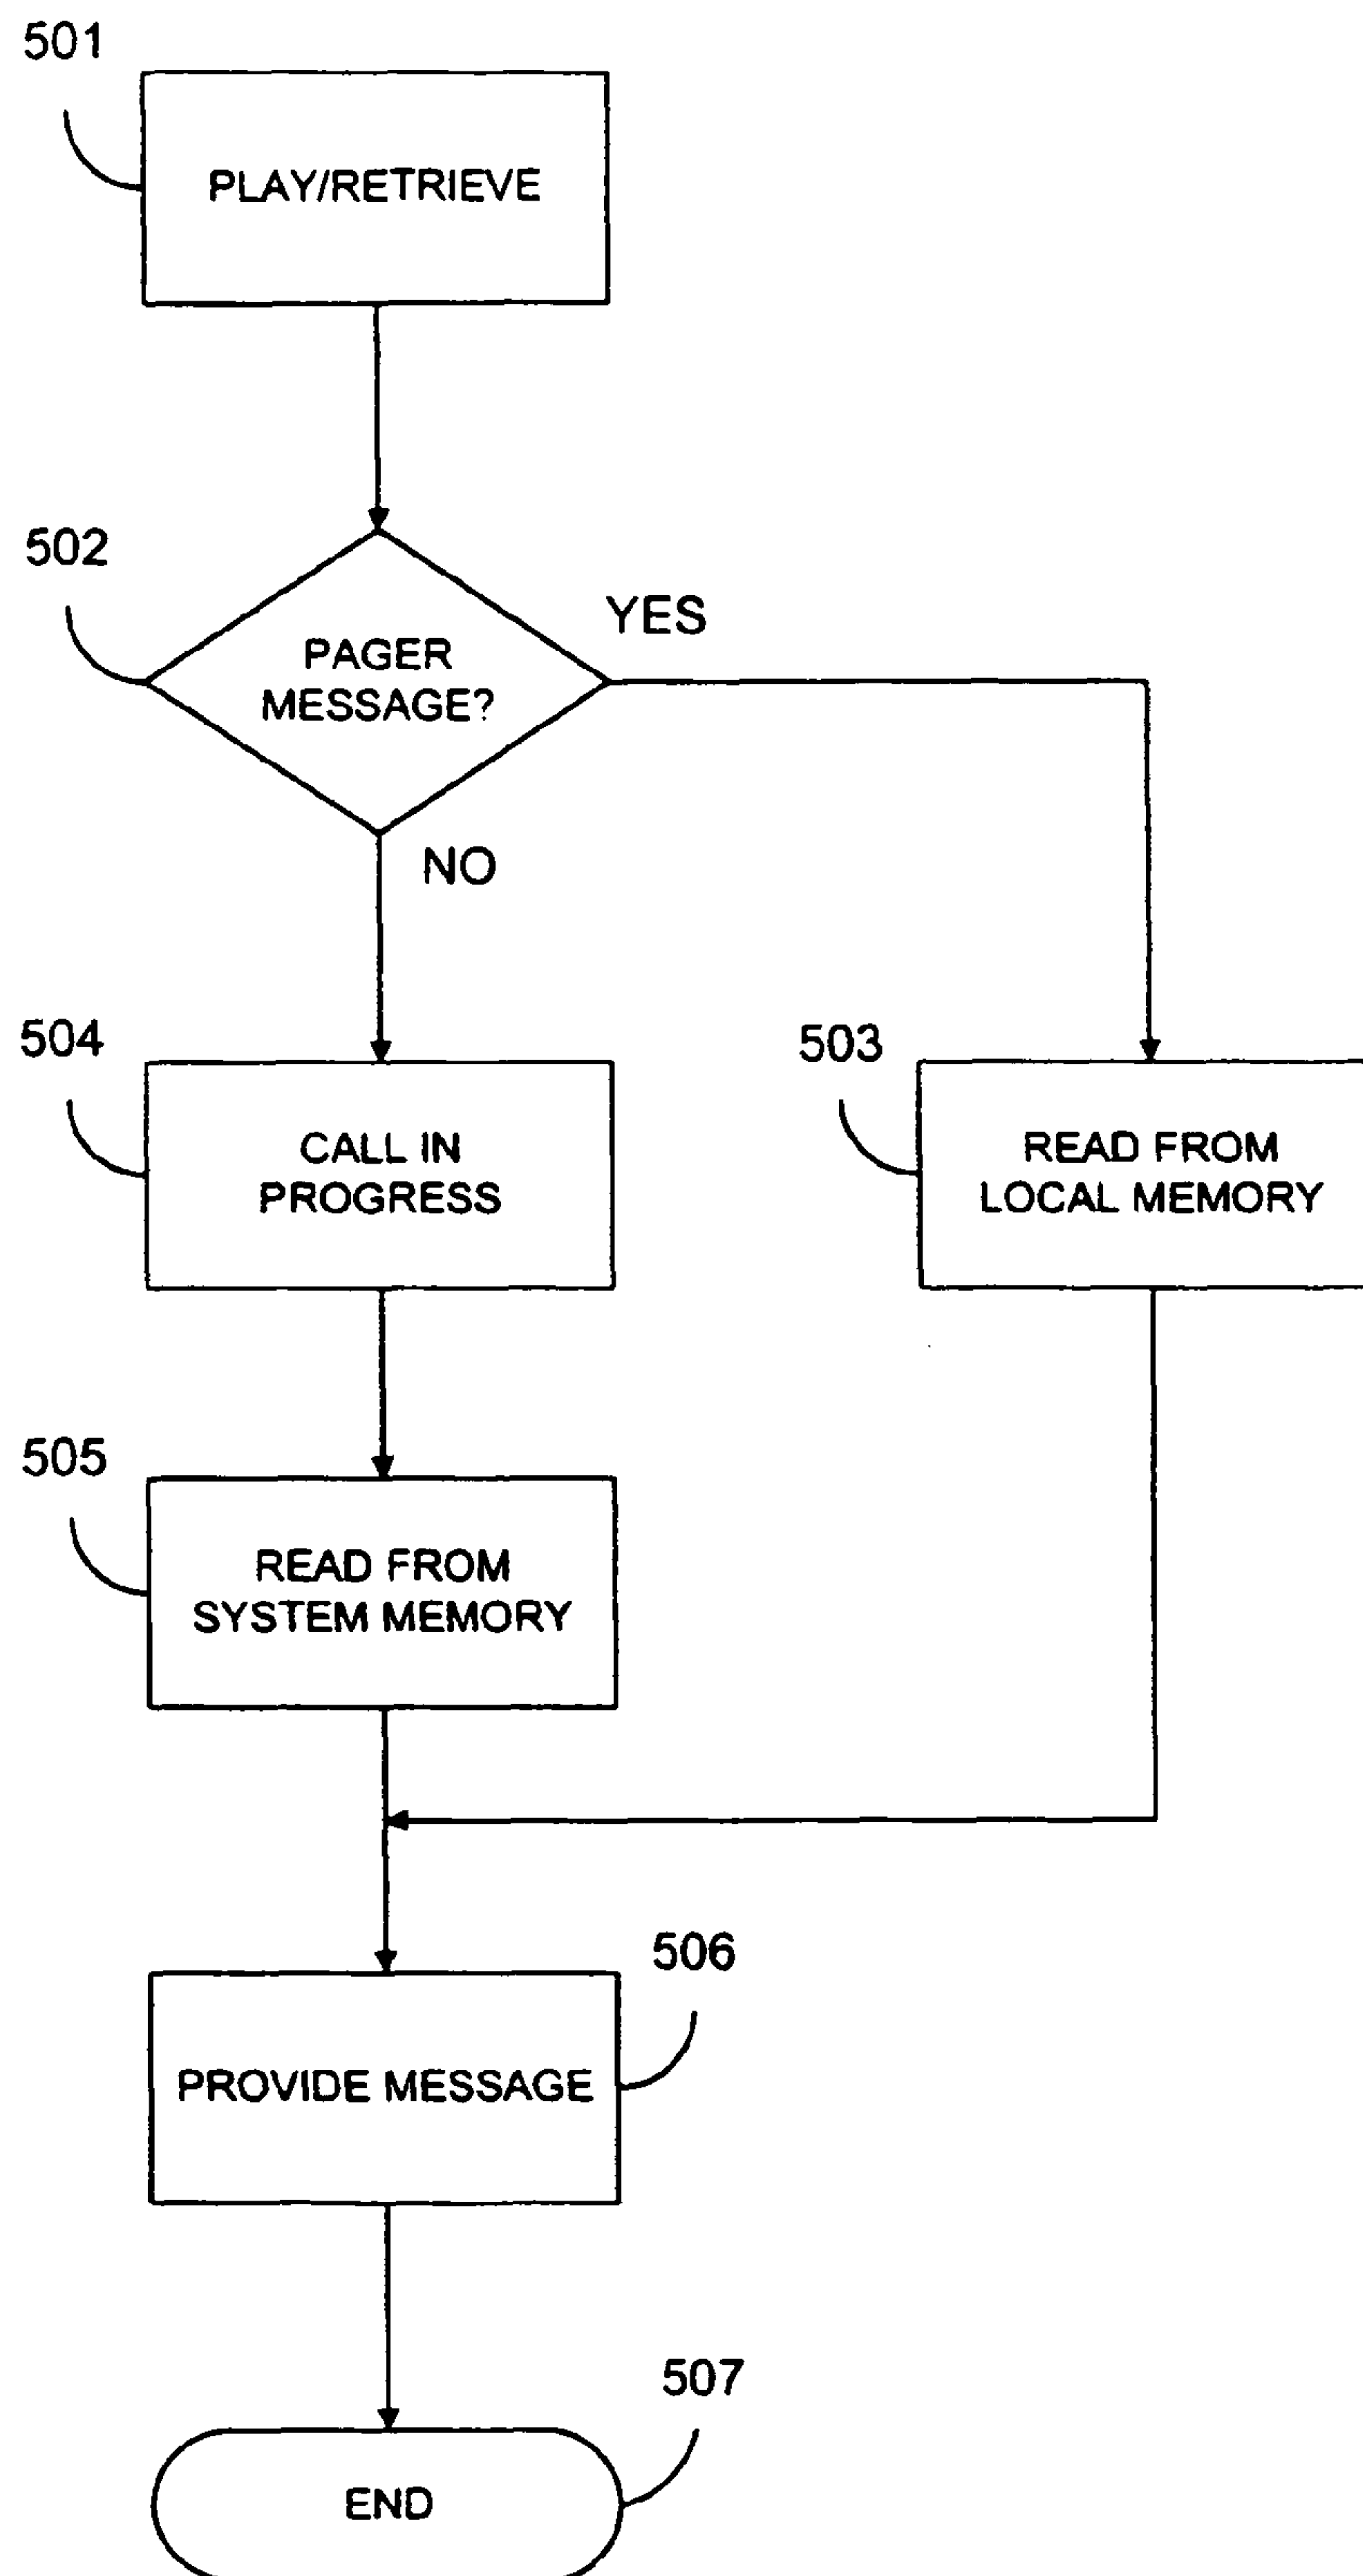 501
PLAY/RETRIEVE
502
PAGER
MESSAGE?
YES
NO
504
CALL IN
PROGRESS
503
READ FROM
LOCAL MEMORY
505
READ FROM
SYSTEM MEMORY
506
PROVIDE MESSAGE
507
END